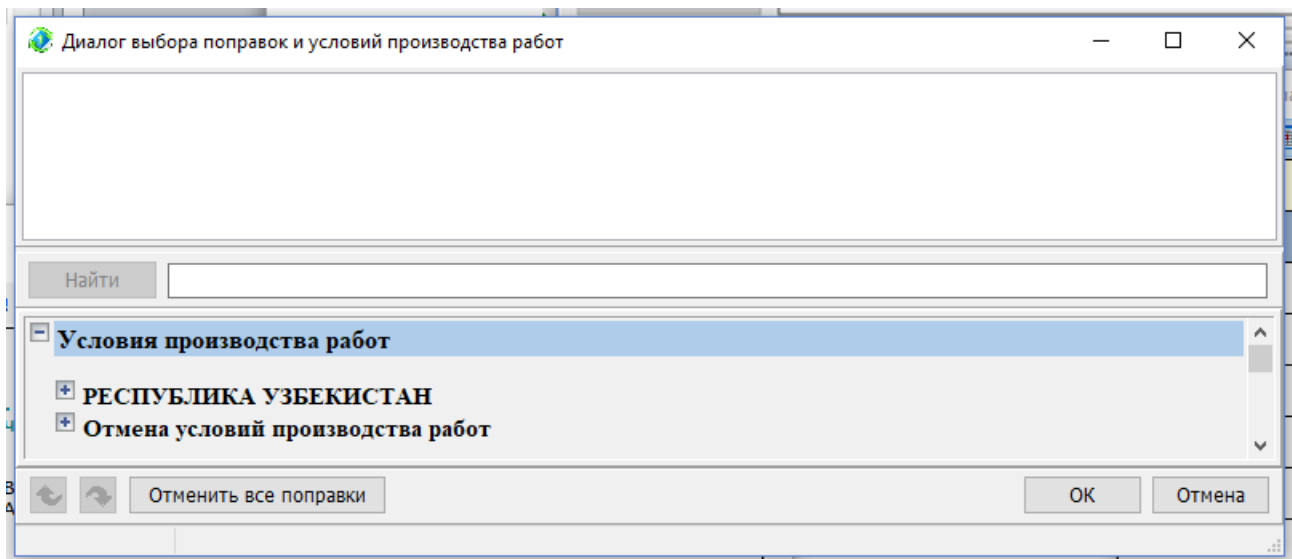 Диалог выбора поправок и условий производства работ
Найти
Условия производства работ
РЕСПУБЛИКА УЗБЕКИСТАН
Отмена условий производства работ
Отменить все поправки
ОК
Отмена